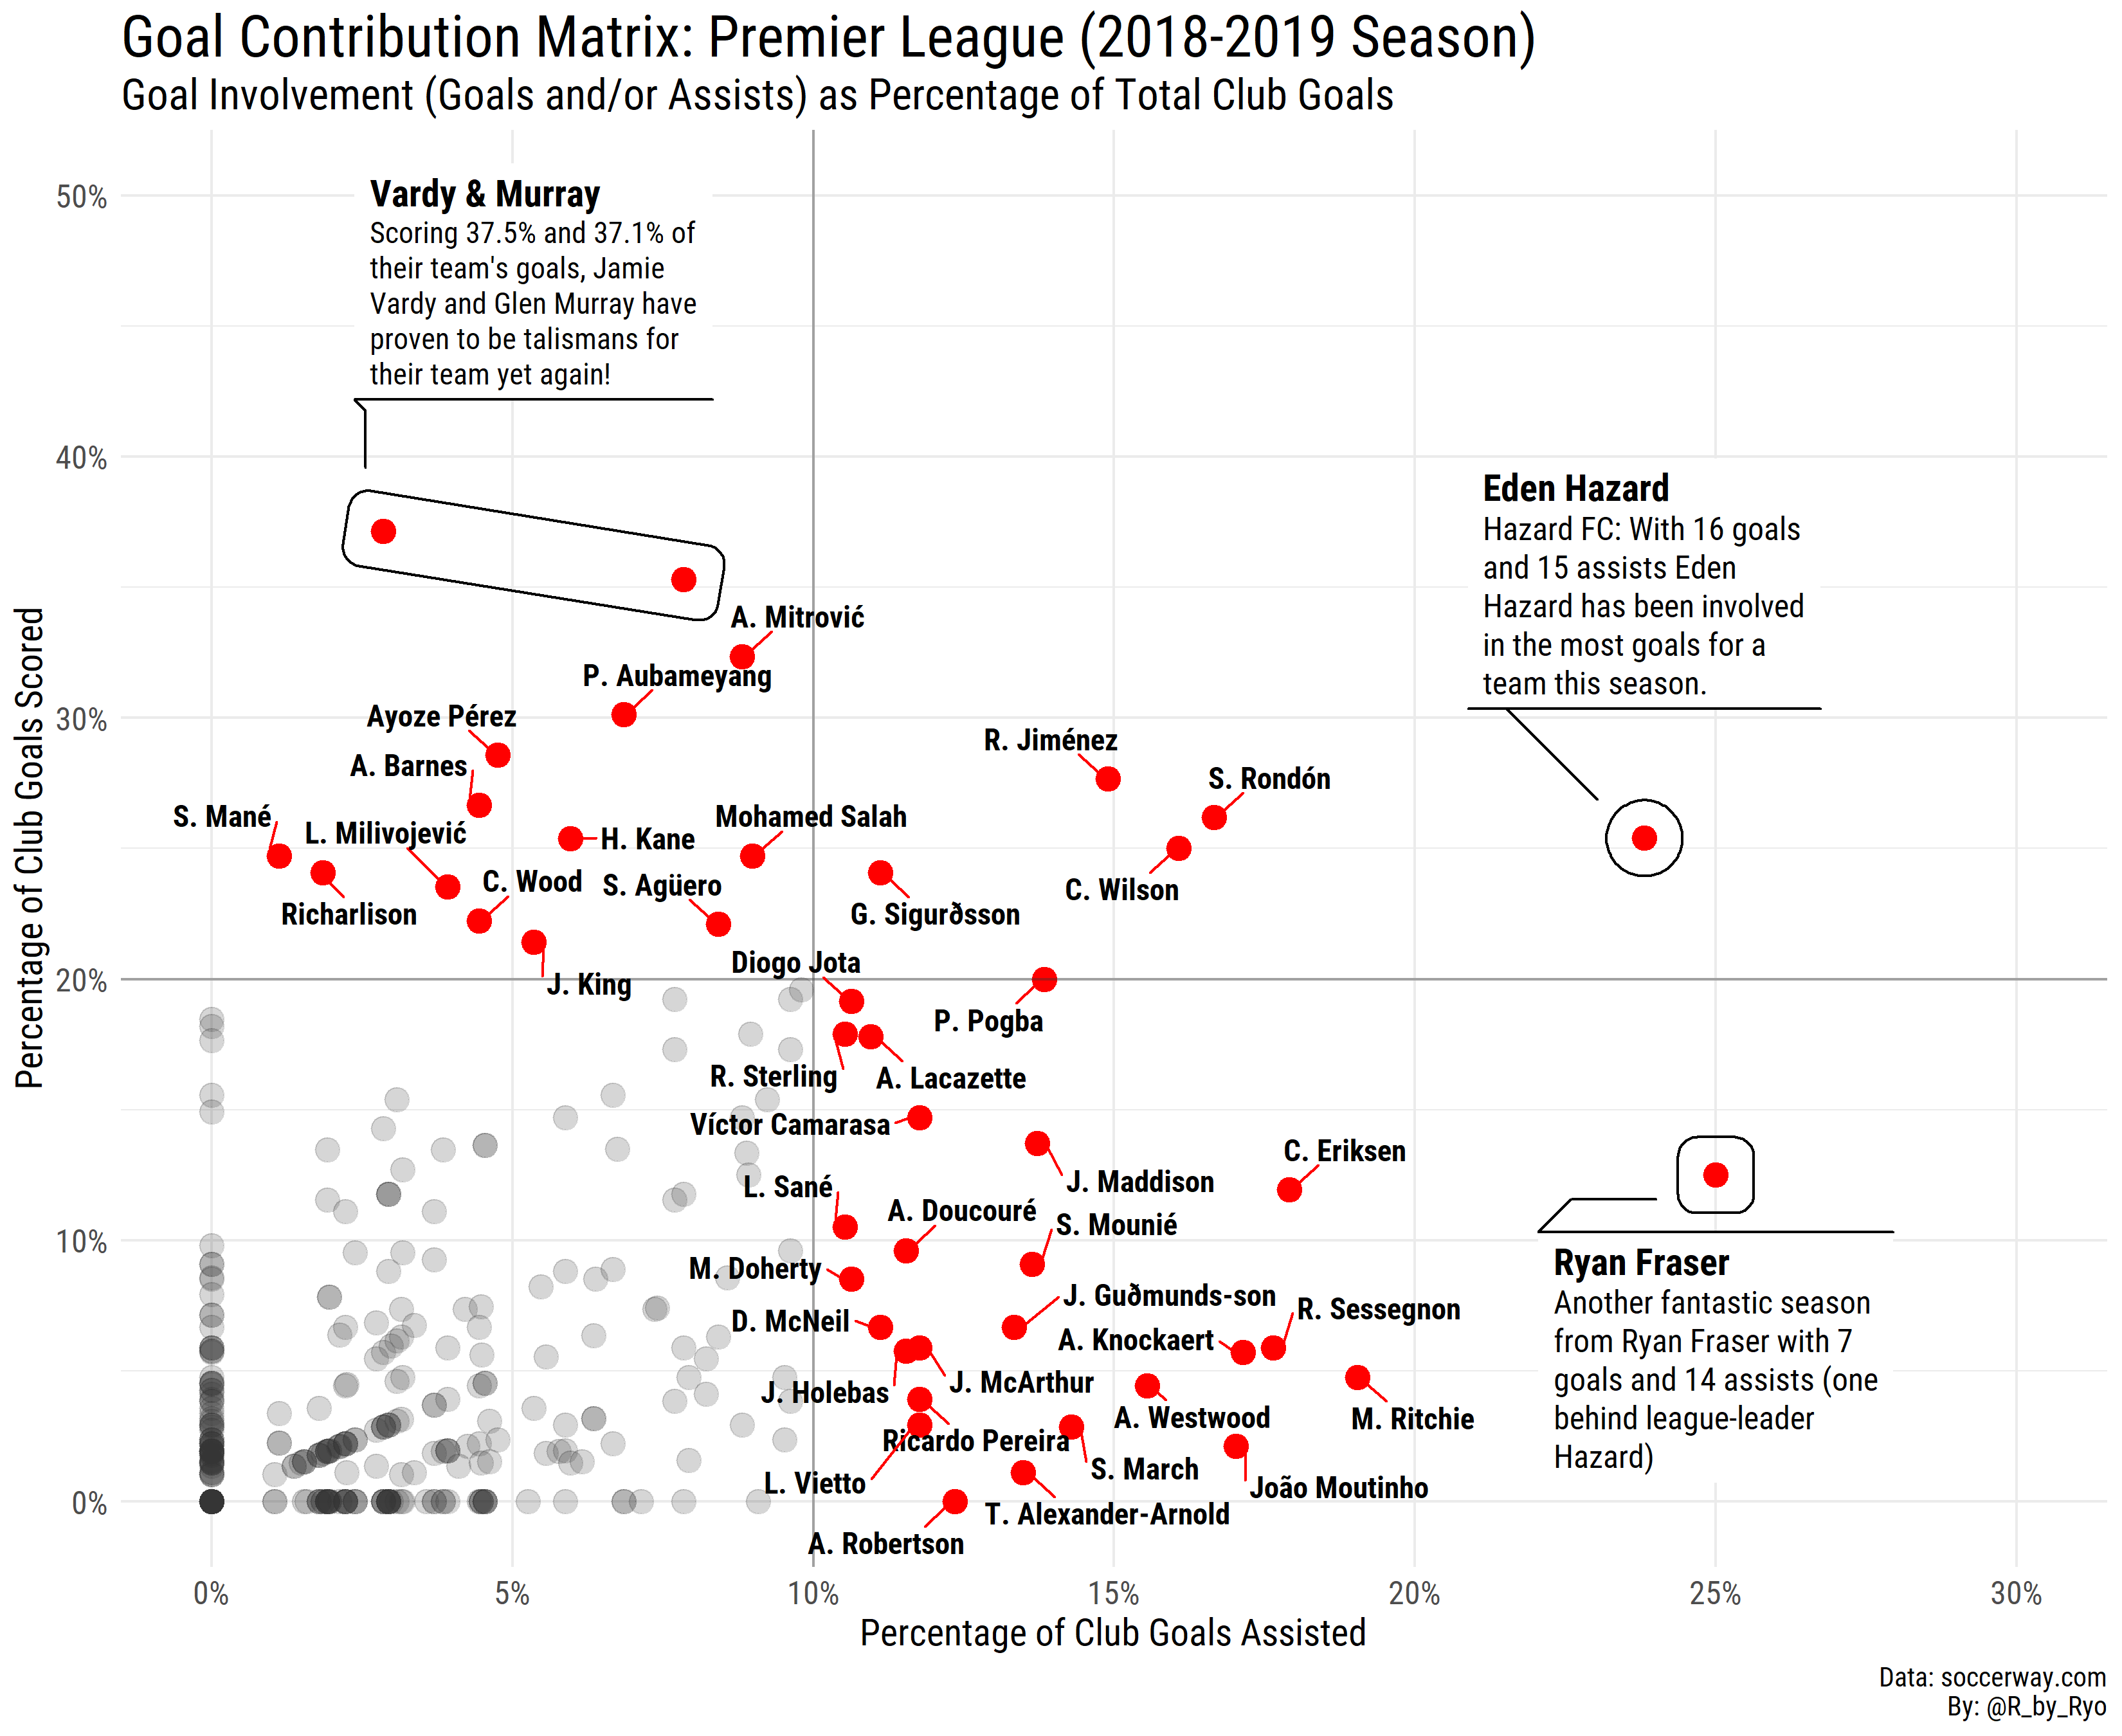 Goal Contribution Matrix: Premier League (2018-2019 Season)
Goal Involvement (Goals and/or Assists) as Percentage of Total Club Goals
Percentage of Club Goals Scored
50%
40%
30%
20%
10%
0%
Vardy & Murray
Scoring 37.5% and 37.1% of
their team's goals, Jamie
Vardy and Glen Murray have
proven to be talismans for
their team yet again!
Eden Hazard
Hazard FC: With 16 goals
and 15 assists Eden
Hazard has been involved
in the most goals for a
team this season.
A. Mitrović
P. Aubameyang
Ayoze Pérez
A. Barnes
R. Jiménez
S. Rondón
S. Mané
L. Milivojević
H. Kane
Mohamed Salah
C. Wood
S. Agüero
C. Wilson
Richarlison
G. Sigurðsson
J. King
Diogo Jota
P. Pogba
R. Sterling
A. Lacazette
Víctor Camarasa
C. Eriksen
J. Maddison
L. Sané
A. Doucouré
S. Mounié
M. Doherty
J. Guðmunds-son
D. McNeil
R. Sessegnon
A. Knockaert
J. Holebas
J. McArthur
A. Westwood
M. Ritchie
Ricardo Pereira
S. March
L. Vietto
João Moutinho
T. Alexander-Arnold
A. Robertson
Ryan Fraser
Another fantastic season
from Ryan Fraser with 7
goals and 14 assists (one
behind league-leader
Hazard)
0%
5%
10%
15%
20%
25%
30%
Percentage of Club Goals Assisted
Data: soccerway.com
By: @R_by_Ryo